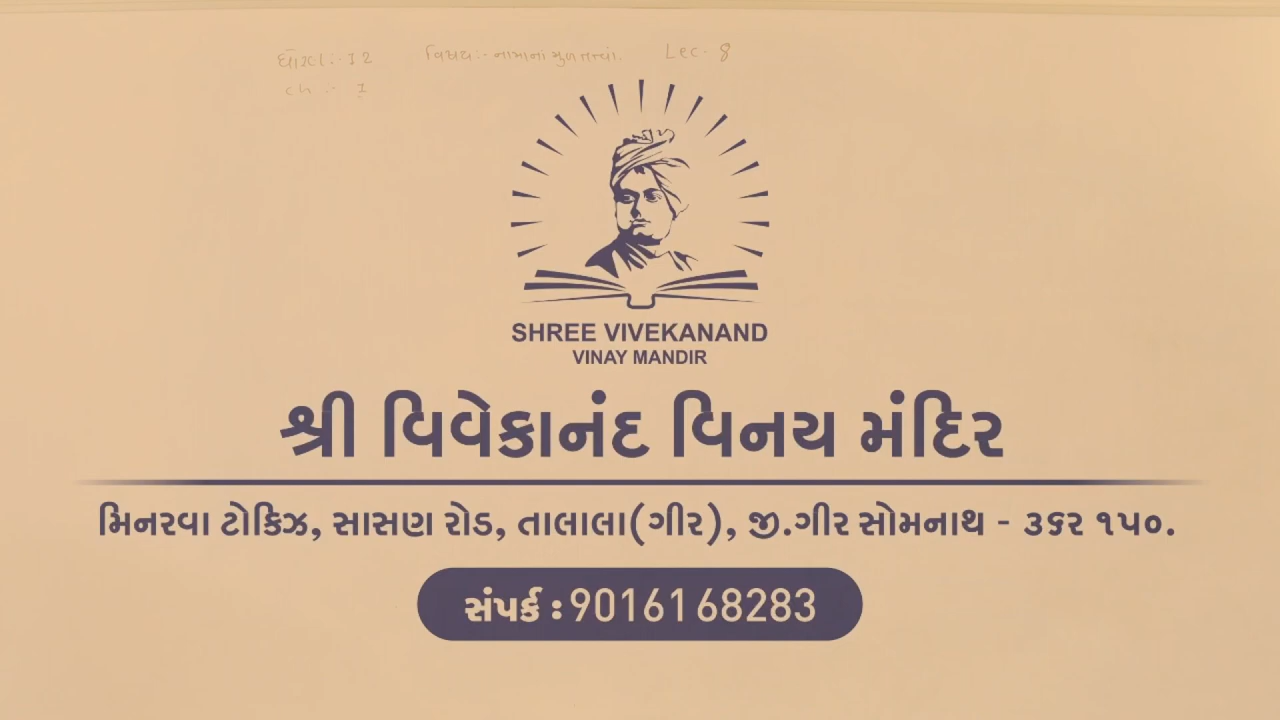 ધોરણ :- 12 વિષય :- નામાનાં મૂળતત્વો. Lec. 8
ch :- 1
SHREE VIVEKANAND
VINAY MANDIR
શ્રી વિવેકાનંદ વિનય મંદિર
મિનરવા ટોકિઝ, સાસણ રોડ, તાલાલા(ગીર), જી.ગીર સોમનાથ - ૩૬૨ ૧૫૦.
સંપર્ક : 9016168283